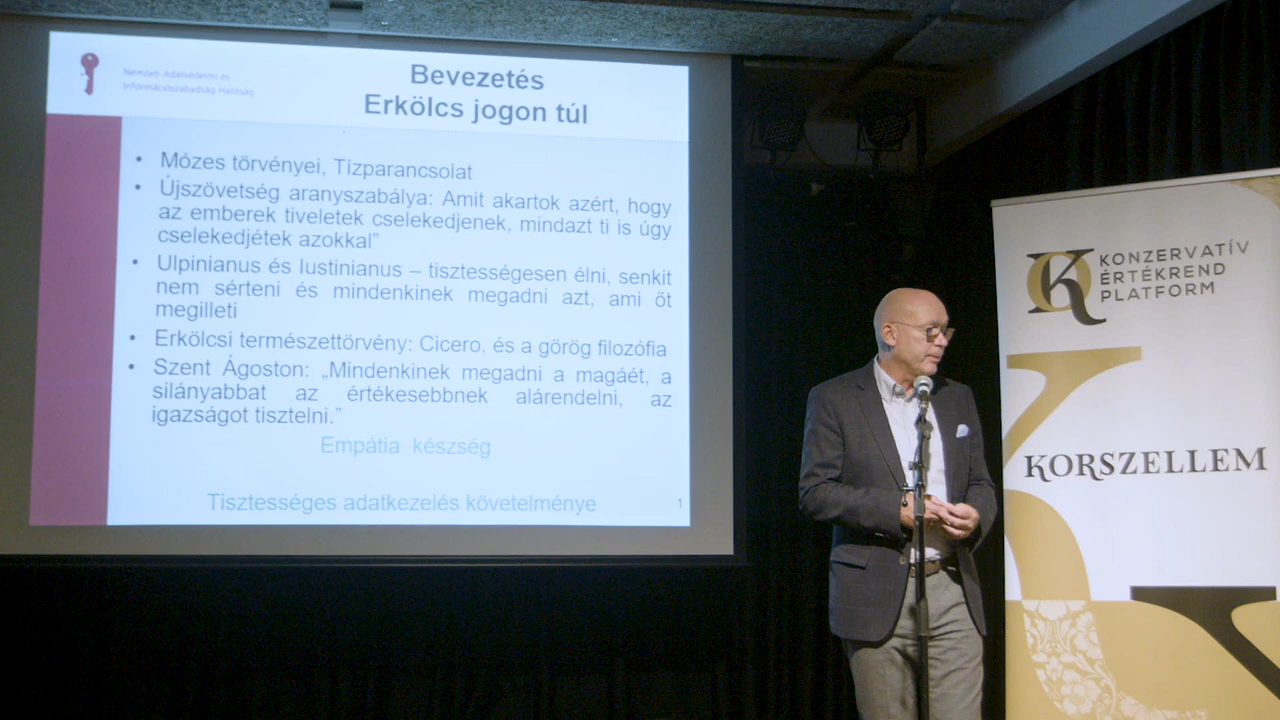 Nemzeti Adatvédelmi és
Információszabadság Hatóság
Bevezetés
Erkölcs jogon túl
• Mózes törvényei, Tízparancsolat
• Újszövetség aranyszabálya: Amit akartok azért, hogy
az emberek tiveletek cselekedjenek, mindazt ti is úgy
cselekedjétek azokkal”
• Ulpinianus és Iustinianus – tisztességesen élni, senkit
nem sérteni és mindenkinek megadni azt, ami őt
megilleti
• Erkölcsi természettörvény: Cicero, és a görög filozófia
• Szent Ágoston: „Mindenkinek megadni a magáét, a
silányabbat az értékesebbnek alárendelni, az
igazságot tisztelni.”
Empátia készség
Tisztességes adatkezelés követelménye
1
KONZERVATÍV
ÉRTÉKREND
PLATFORM
KORSZELLEM